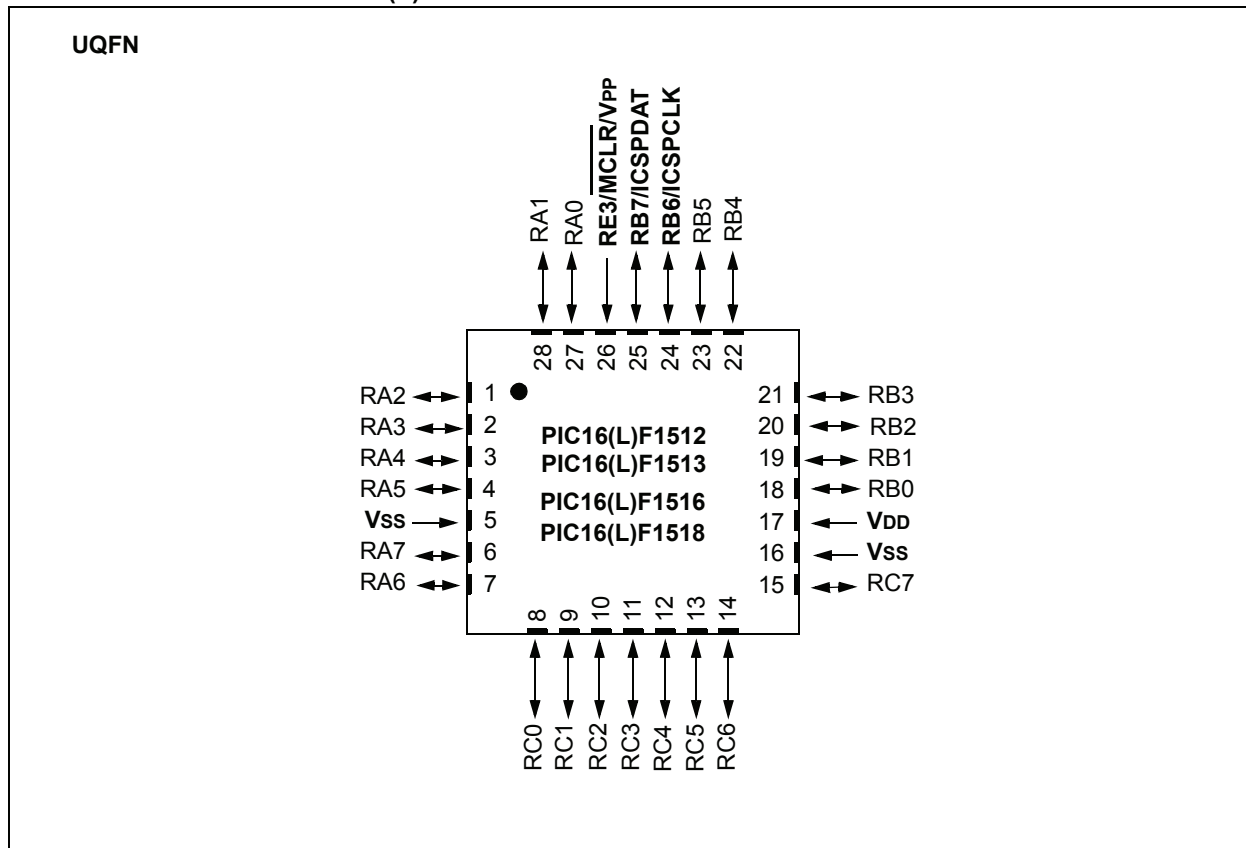 UQFN
RA1
RA0
RE3/MCLR/VPP
RB7/ICSPDAT
RB6/ICSPCLK
RB5
RB4
28
27
26
25
24
23
22
RA2 1
RA3 2
RA4 3
RA5 4
VSS 5
RA7 6
RA6 7
PIC16(L)F1512
PIC16(L)F1513
PIC16(L)F1516
PIC16(L)F1518
21 RB3
20 RB2
19 RB1
18 RB0
17 VDD
16 VSS
15 RC7
8
9
10
11
12
13
14
RC0
RC1
RC2
RC3
RC4
RC5
RC6